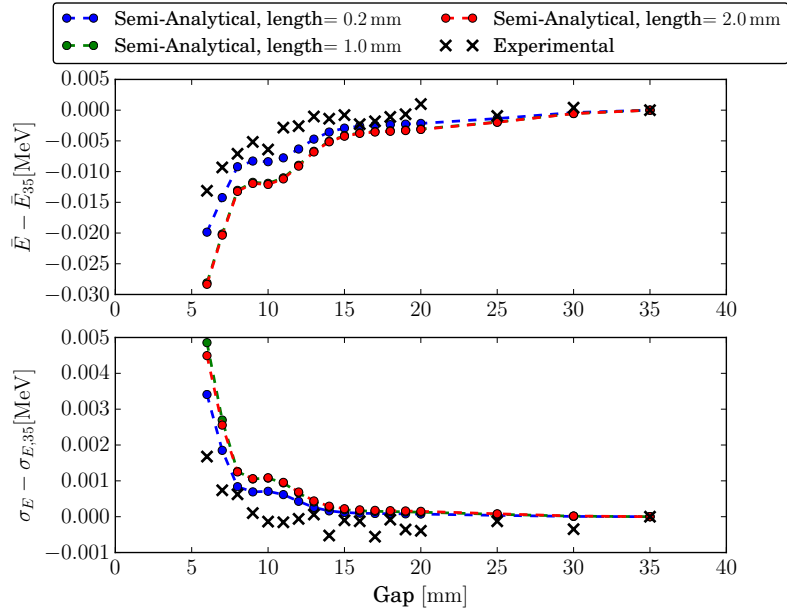 Semi-Analytical, length= 0.2 mm
Semi-Analytical, length= 1.0 mm
Semi-Analytical, length= 2.0 mm
Experimental
0.005
0.000
−0.005
−0.010
−0.015
−0.020
−0.025
−0.030
Ē − Ē₃₅[MeV]
0 5 10 15 20 25 30 35 40
0.005
0.004
0.003
0.002
0.001
0.000
−0.001
σ_E − σ_E,35[MeV]
0 5 10 15 20 25 30 35 40
Gap [mm]